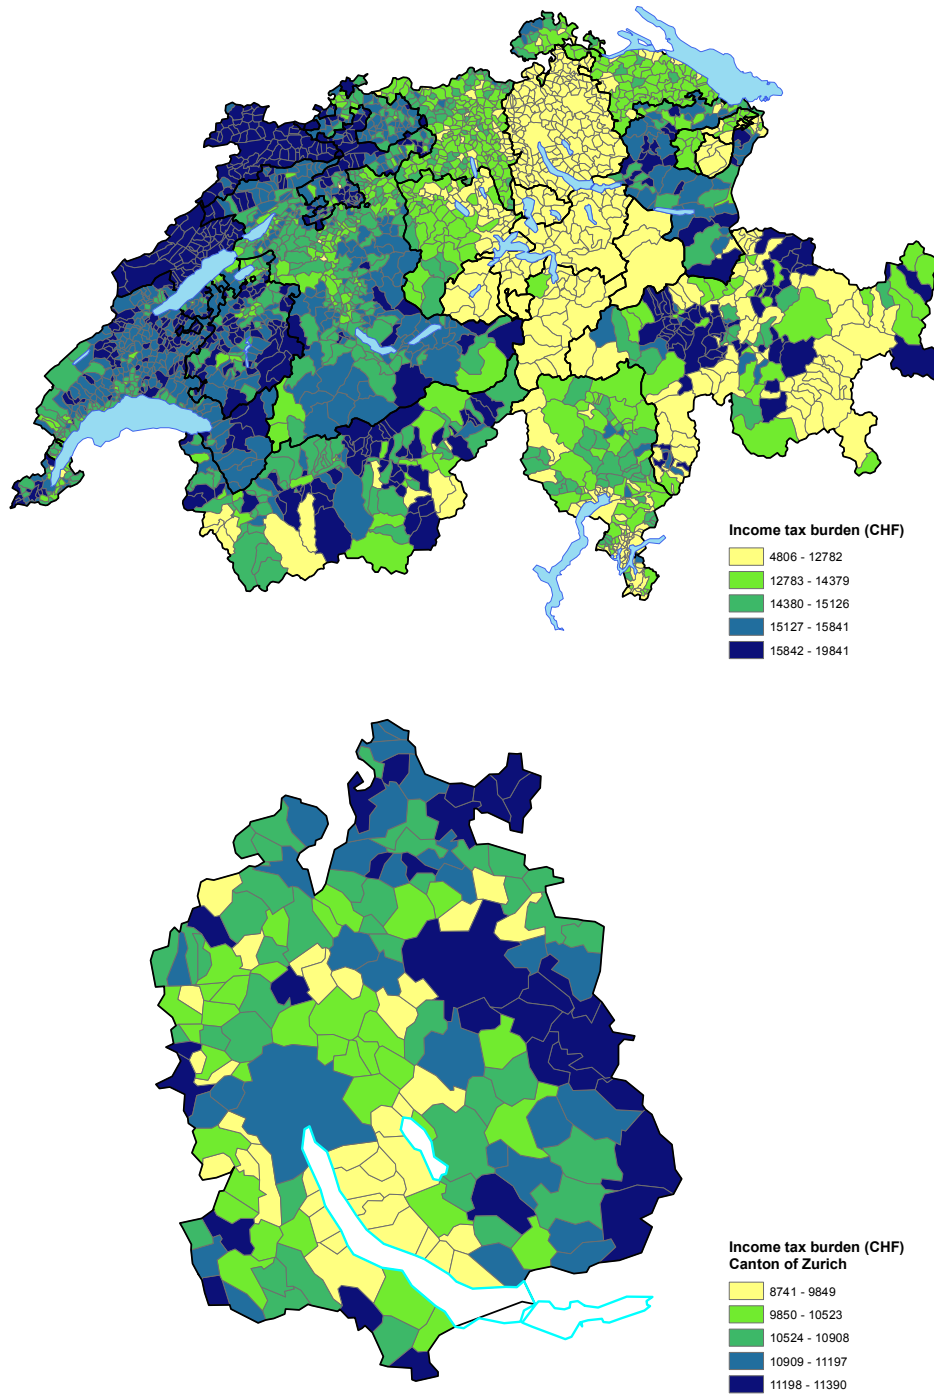 Income tax burden (CHF)
4806 - 12782
12783 - 14379
14380 - 15126
15127 - 15841
15842 - 19841
Income tax burden (CHF)
Canton of Zurich
8741 - 9849
9850 - 10523
10524 - 10908
10909 - 11197
11198 - 11390